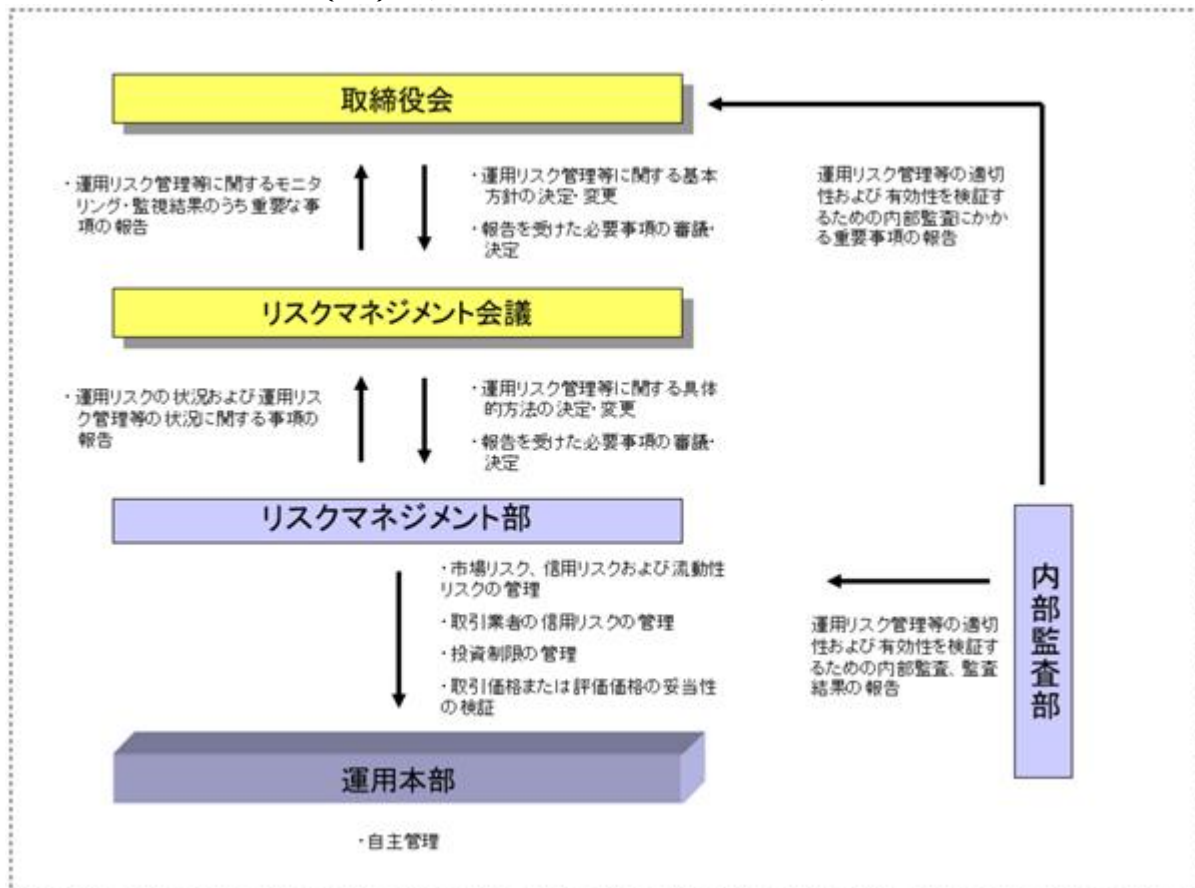 取締役会
・運用リスク管理等に関するモニタ
リング・監視結果のうち重要な事
項の報告
・運用リスク管理等に関する基本
方針の決定・変更
・報告を受けた必要事項の審議・
決定
運用リスク管理等の適切
性および有効性を検証す
るための内部監査にかか
る重要事項の報告
リスクマネジメント会議
・運用リスクの状況および運用リス
ク管理等の状況に関する事項の
報告
・運用リスク管理等に関する具体
的方法の決定・変更
・報告を受けた必要事項の審議・
決定
リスクマネジメント部
・市場リスク、信用リスクおよび流動性
リスクの管理
・取引業者の信用リスクの管理
・投資制限の管理
・取引価格または評価価格の妥当性
の検証
運用リスク管理等の適切
性および有効性を検証す
るための内部監査、監査
結果の報告
内部監査部
運用本部
・自主管理